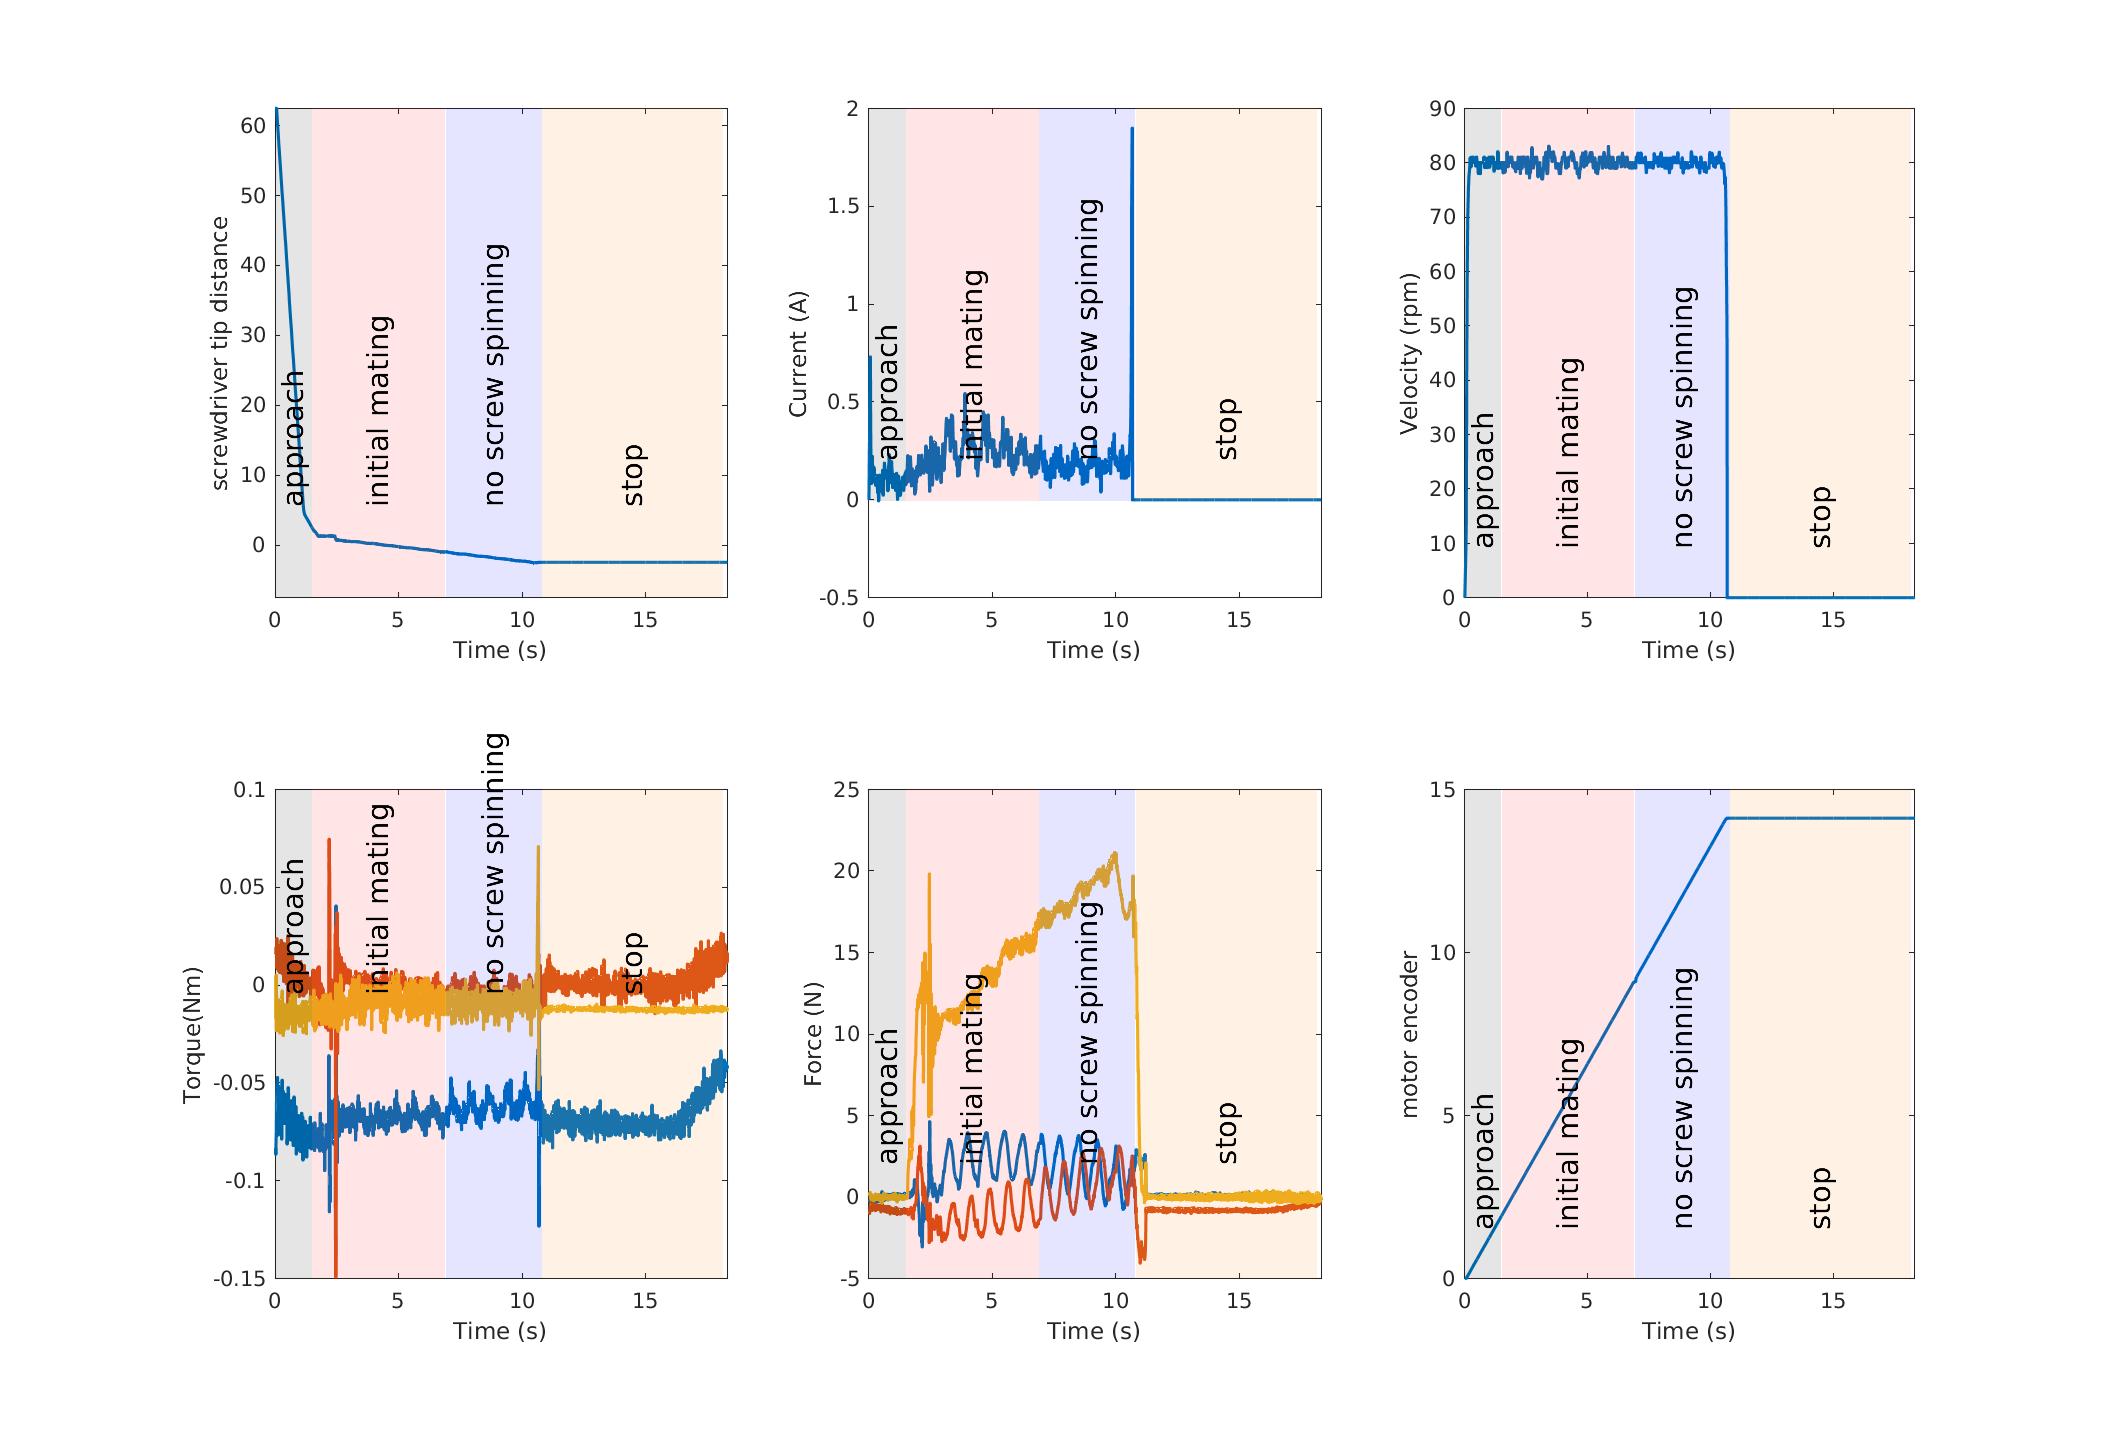 60
50
40
30
20
10
0
screwdriver tip distance
approach
initial mating
no screw spinning
stop
0 5 10 15
Time (s)
2
1.5
1
0.5
0
-0.5
Current (A)
approach
initial mating
no screw spinning
stop
0 5 10 15
Time (s)
90
80
70
60
50
40
30
20
10
0
Velocity (rpm)
approach
initial mating
no screw spinning
stop
0 5 10 15
Time (s)
0.1
0.05
0
-0.05
-0.1
-0.15
Torque(Nm)
approach
initial mating
no screw spinning
stop
0 5 10 15
Time (s)
25
20
15
10
5
0
-5
Force (N)
approach
initial mating
no screw spinning
stop
0 5 10 15
Time (s)
15
10
5
0
motor encoder
approach
initial mating
no screw spinning
stop
0 5 10 15
Time (s)